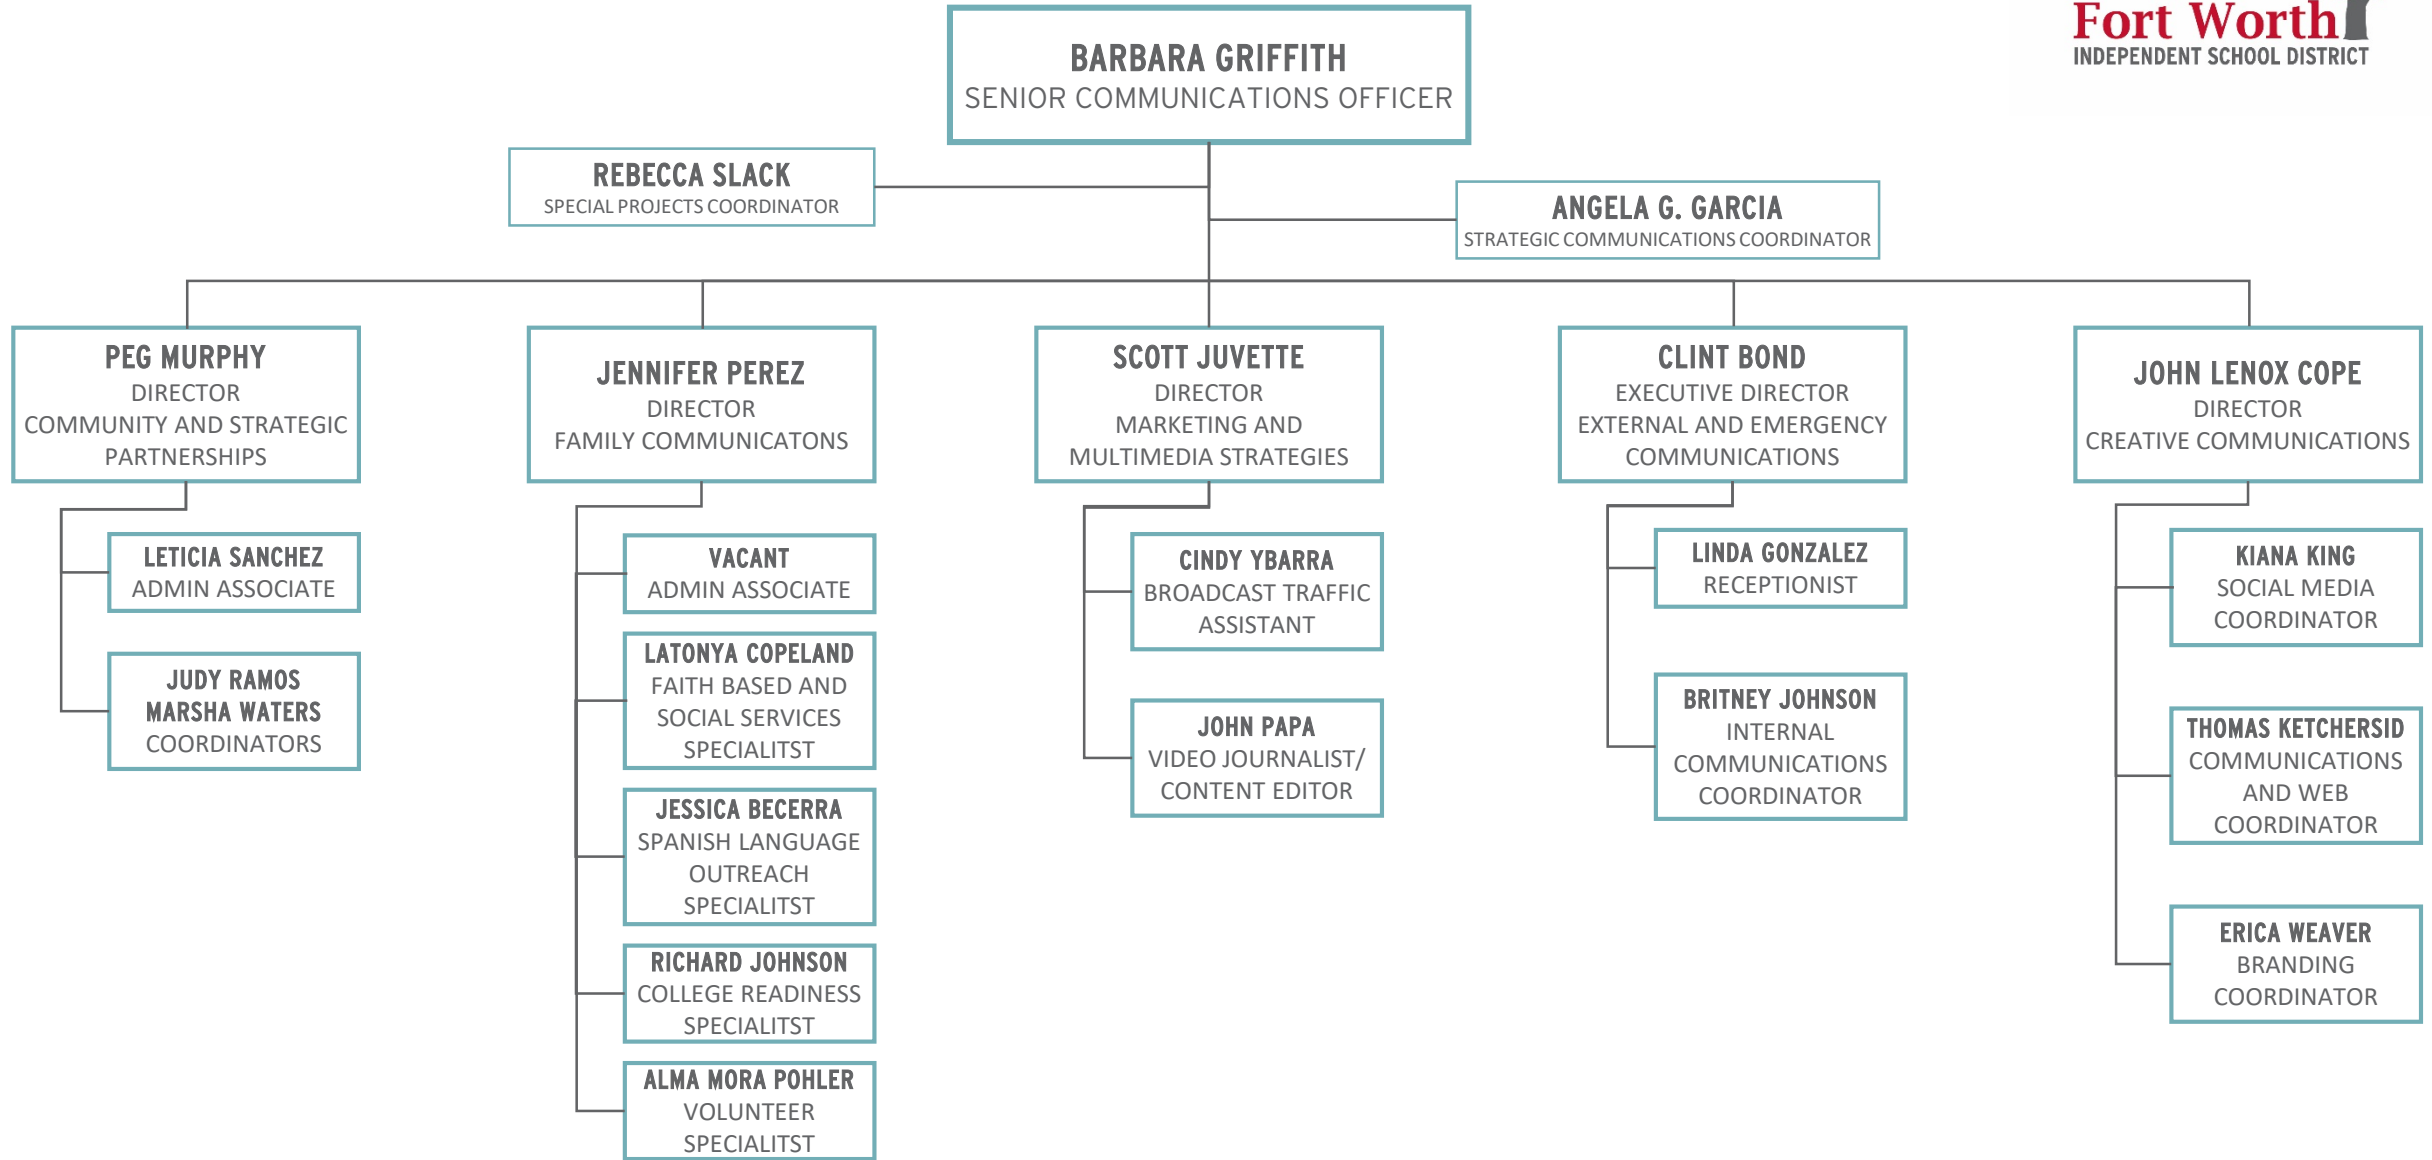 Fort Worth
INDEPENDENT SCHOOL DISTRICT
BARBARA GRIFFITH
SENIOR COMMUNICATIONS OFFICER
REBECCA SLACK
SPECIAL PROJECTS COORDINATOR
ANGELA G. GARCIA
STRATEGIC COMMUNICATIONS COORDINATOR
PEG MURPHY
DIRECTOR
COMMUNITY AND STRATEGIC
PARTNERSHIPS
LETICIA SANCHEZ
ADMIN ASSOCIATE
JUDY RAMOS
MARSHA WATERS
COORDINATORS
JENNIFER PEREZ
DIRECTOR
FAMILY COMMUNICATONS
VACANT
ADMIN ASSOCIATE
LATONYA COPELAND
FAITH BASED AND
SOCIAL SERVICES
SPECIALITST
JESSICA BECERRA
SPANISH LANGUAGE
OUTREACH
SPECIALITST
RICHARD JOHNSON
COLLEGE READINESS
SPECIALITST
ALMA MORA POHLER
VOLUNTEER
SPECIALITST
SCOTT JUVETTE
DIRECTOR
MARKETING AND
MULTIMEDIA STRATEGIES
CINDY YBARRA
BROADCAST TRAFFIC
ASSISTANT
JOHN PAPA
VIDEO JOURNALIST/
CONTENT EDITOR
CLINT BOND
EXECUTIVE DIRECTOR
EXTERNAL AND EMERGENCY
COMMUNICATIONS
LINDA GONZALEZ
RECEPTIONIST
BRITNEY JOHNSON
INTERNAL
COMMUNICATIONS
COORDINATOR
JOHN LENOX COPE
DIRECTOR
CREATIVE COMMUNICATIONS
KIANA KING
SOCIAL MEDIA
COORDINATOR
THOMAS KETCHERSID
COMMUNICATIONS
AND WEB
COORDINATOR
ERICA WEAVER
BRANDING
COORDINATOR